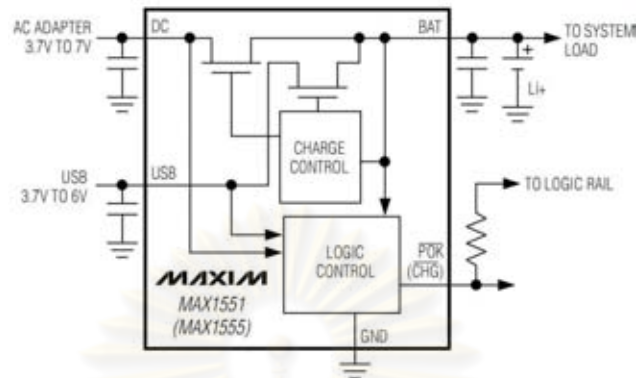 AC ADAPTER
3.7V TO 7V
DC
BAT
TO SYSTEM
LOAD
+
Li+
CHARGE
CONTROL
USB
3.7V TO 6V
USB
TO LOGIC RAIL
LOGIC
CONTROL
POK
(CHG)
MAXIM
MAX1551
(MAX1555)
GND